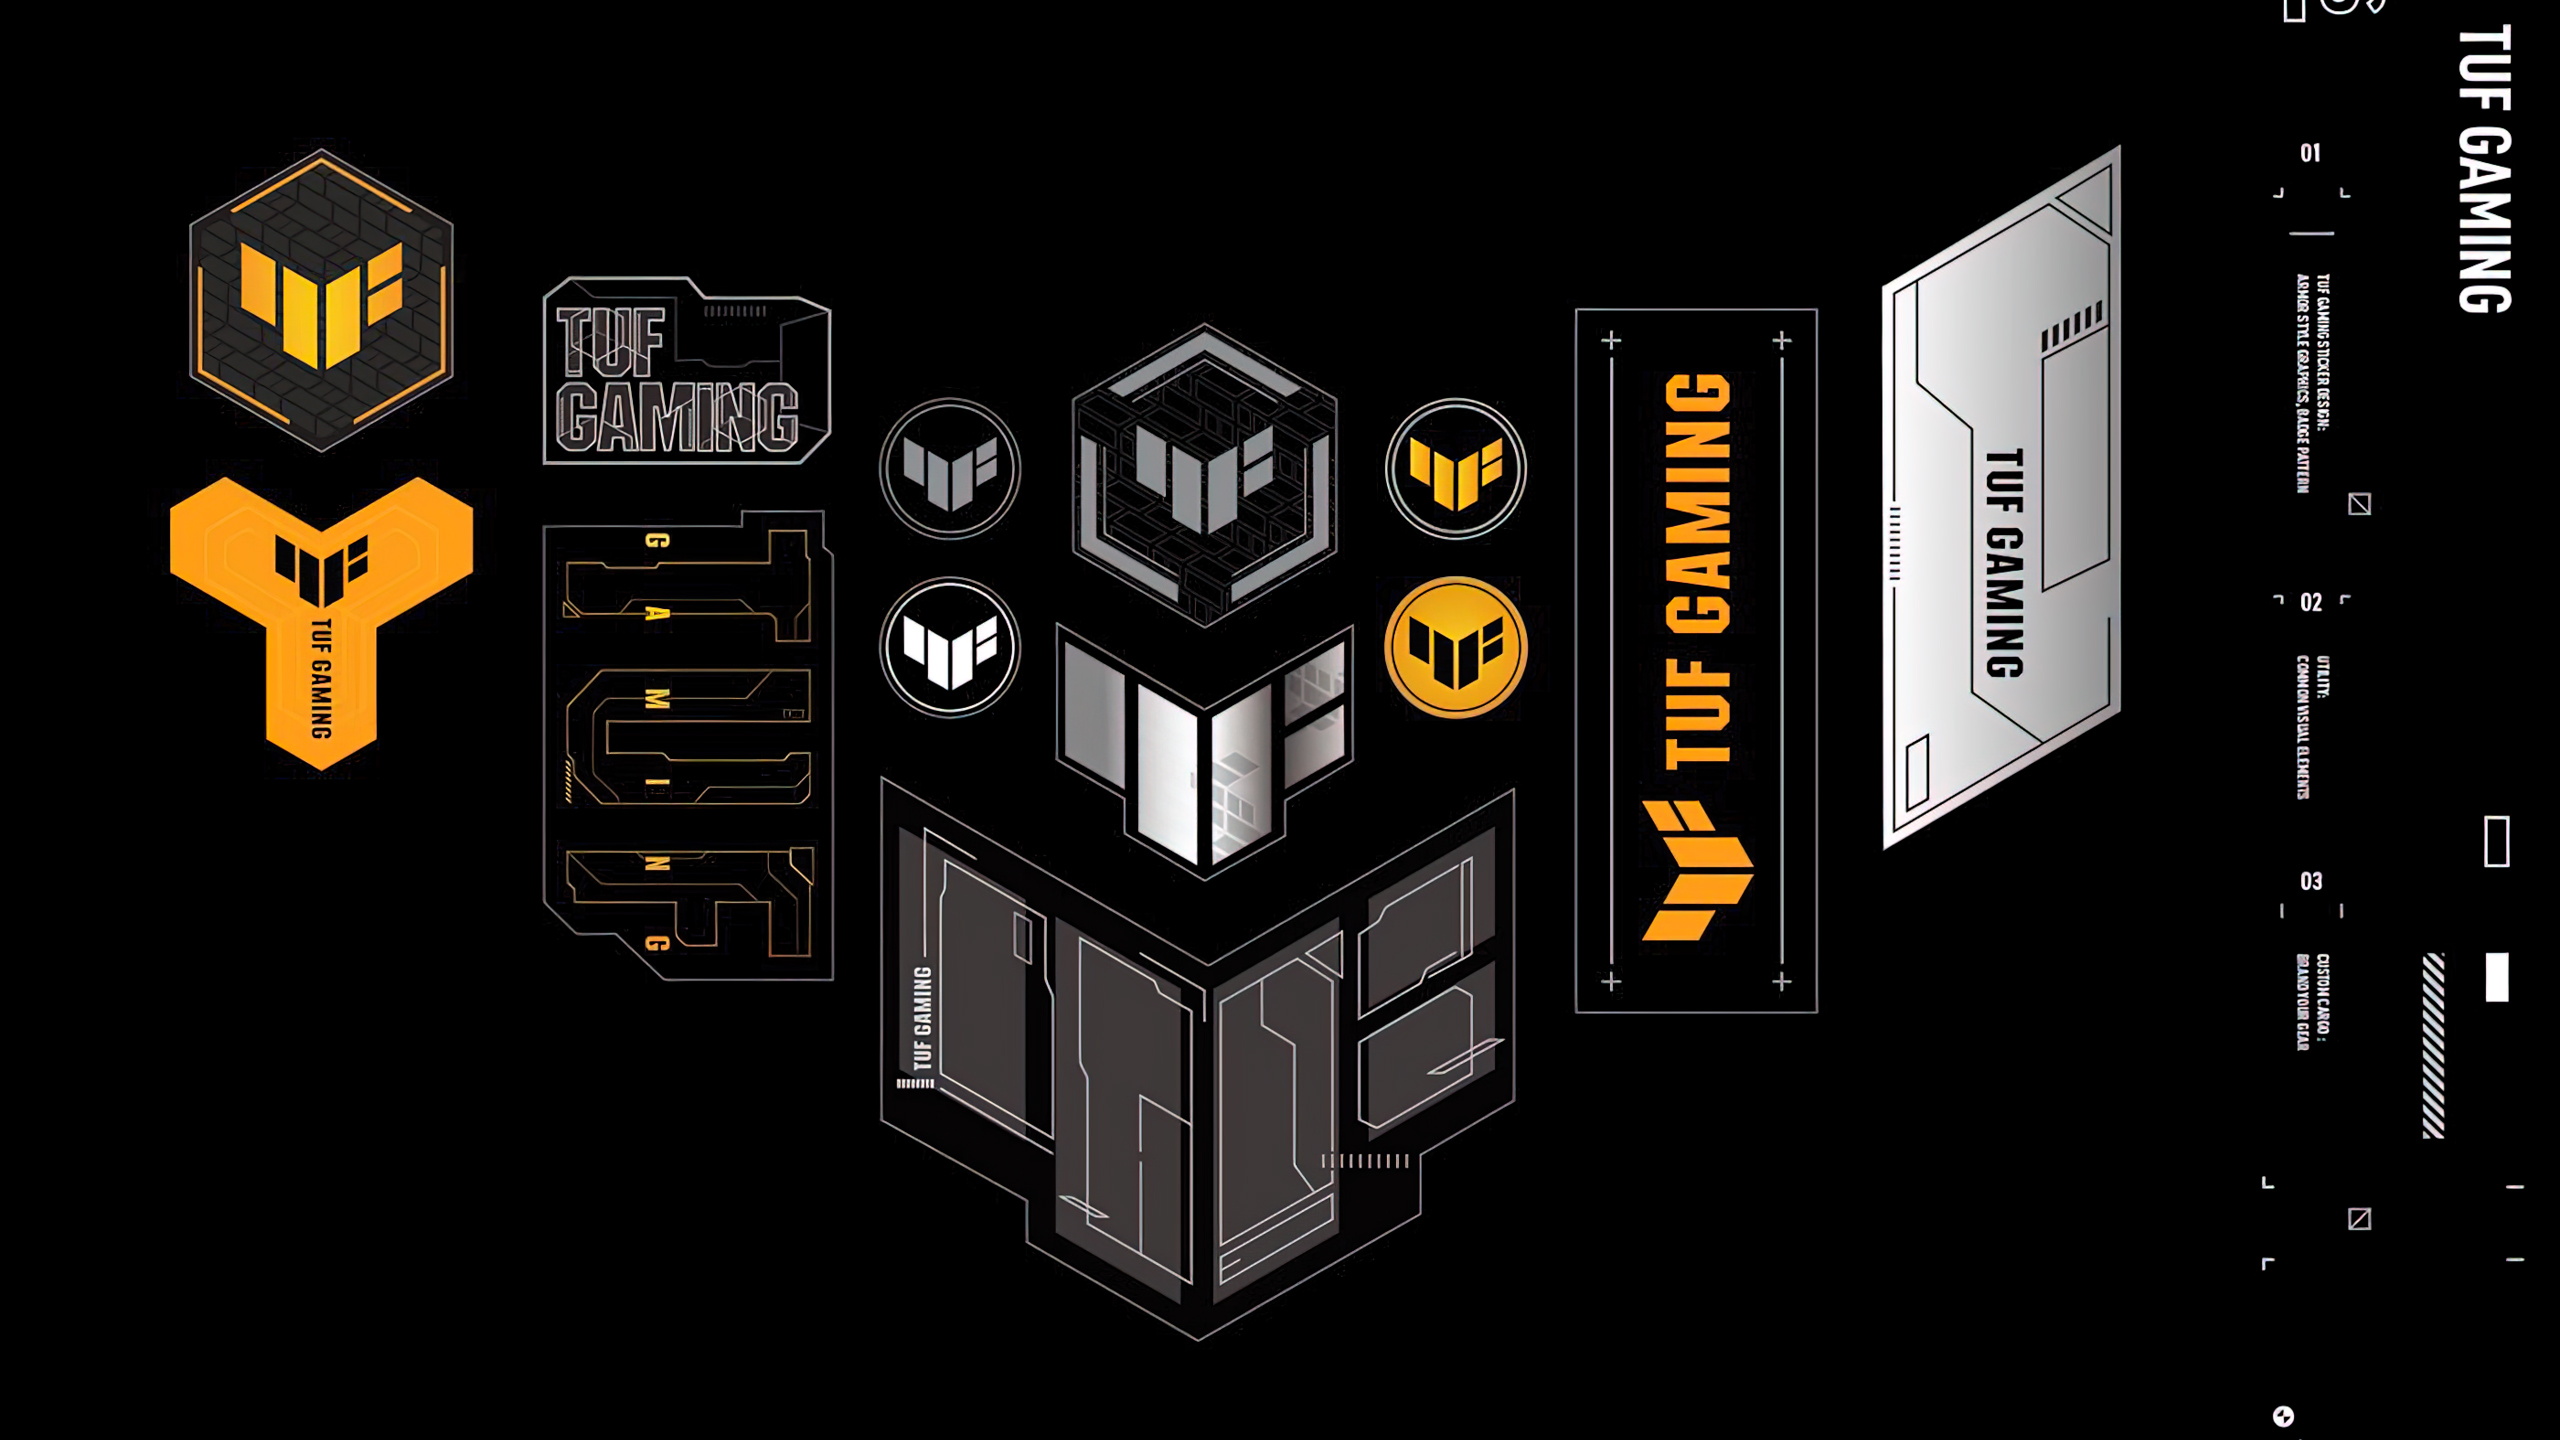 TUF GAMING
TUF
GAMING
G
A
M
I
N
G
TUF
TUF GAMING
TUF GAMING
TUF GAMING
TUF GAMING
01
TUF GAMING STICKER DESIGN:
ARMOR STYLE GRAPHICS, BADGE PATTERN
02
UTILITY:
COMMON VISUAL ELEMENTS
03
CUSTOM CARGO:
BRAND YOUR GEAR